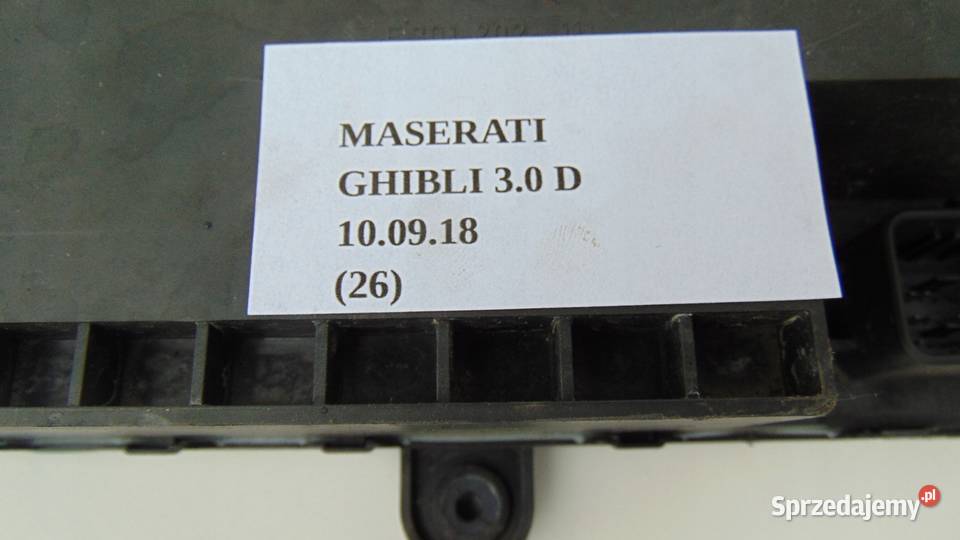 MASERATI
GHIBLI 3.0 D
10.09.18
(26)
Sprzedajemy.pl